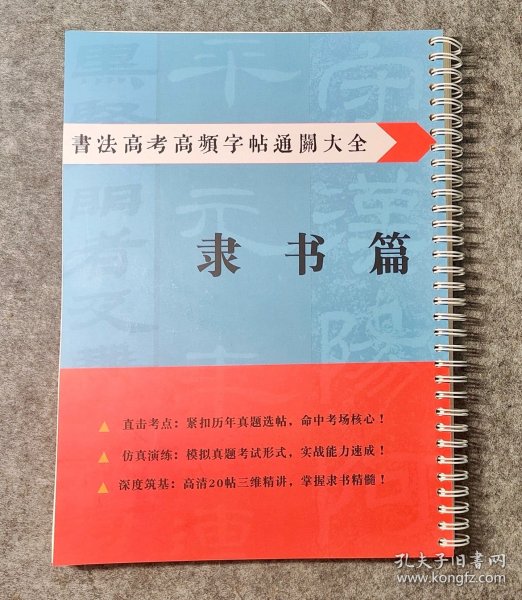 書法高考高頻字帖通關大全
隶书篇
▲ 直击考点：紧扣历年真题选帖，命中考场核心！
▲ 仿真演练：模拟真题考试形式，实战能力速成！
▲ 深度筑基：高清20帖三维精讲，掌握隶书精髓！
孔夫子旧书网
www.kongfz.com